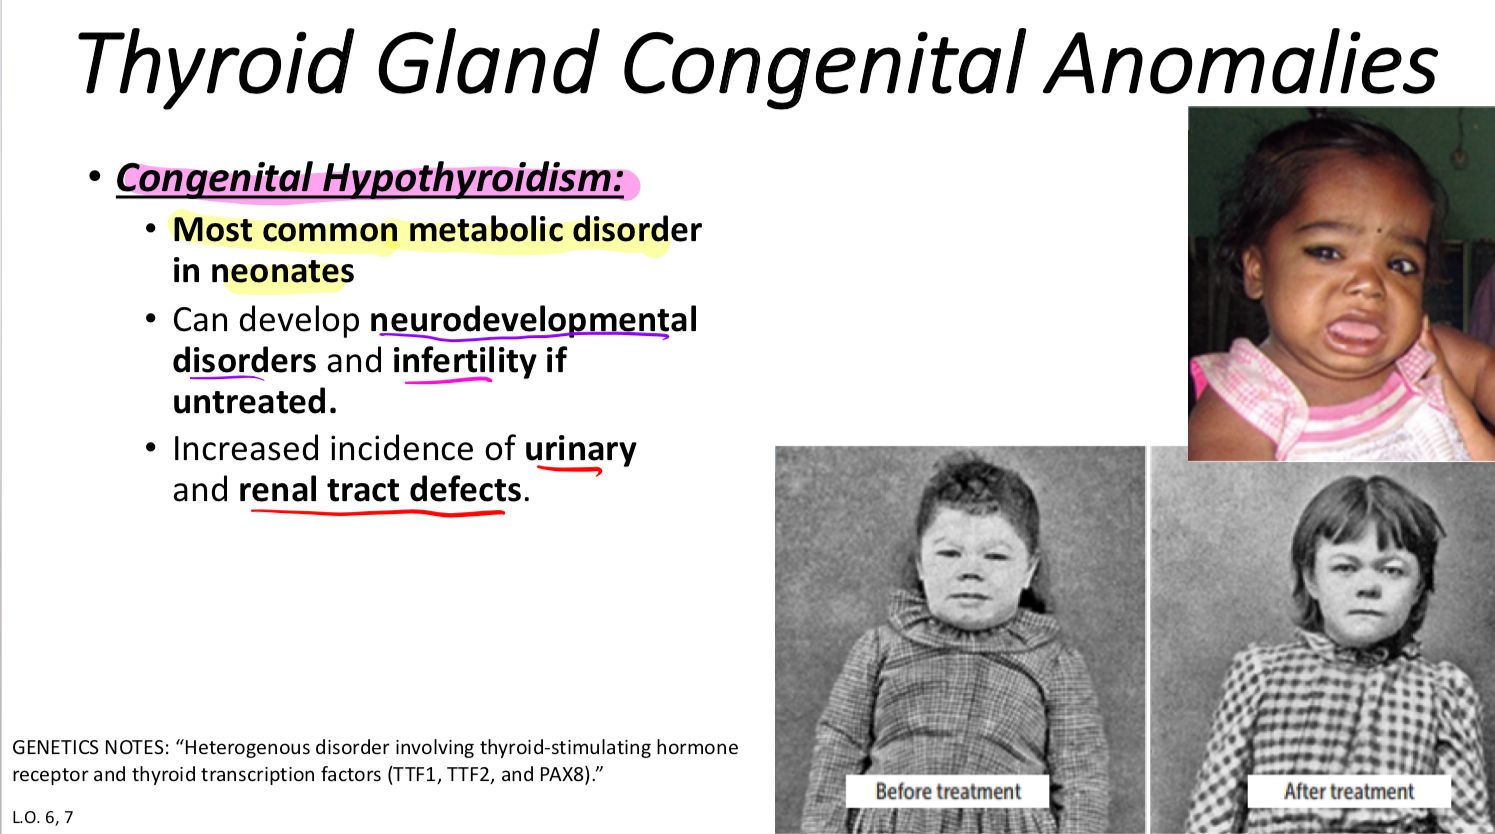 Thyroid Gland Congenital Anomalies
• Congenital Hypothyroidism:
• Most common metabolic disorder
in neonates
• Can develop neurodevelopmental
disorders and infertility if
untreated.
• Increased incidence of urinary
and renal tract defects.
Before treatment
After treatment
GENETICS NOTES: “Heterogenous disorder involving thyroid-stimulating hormone
receptor and thyroid transcription factors (TTF1, TTF2, and PAX8).”
L.O. 6, 7